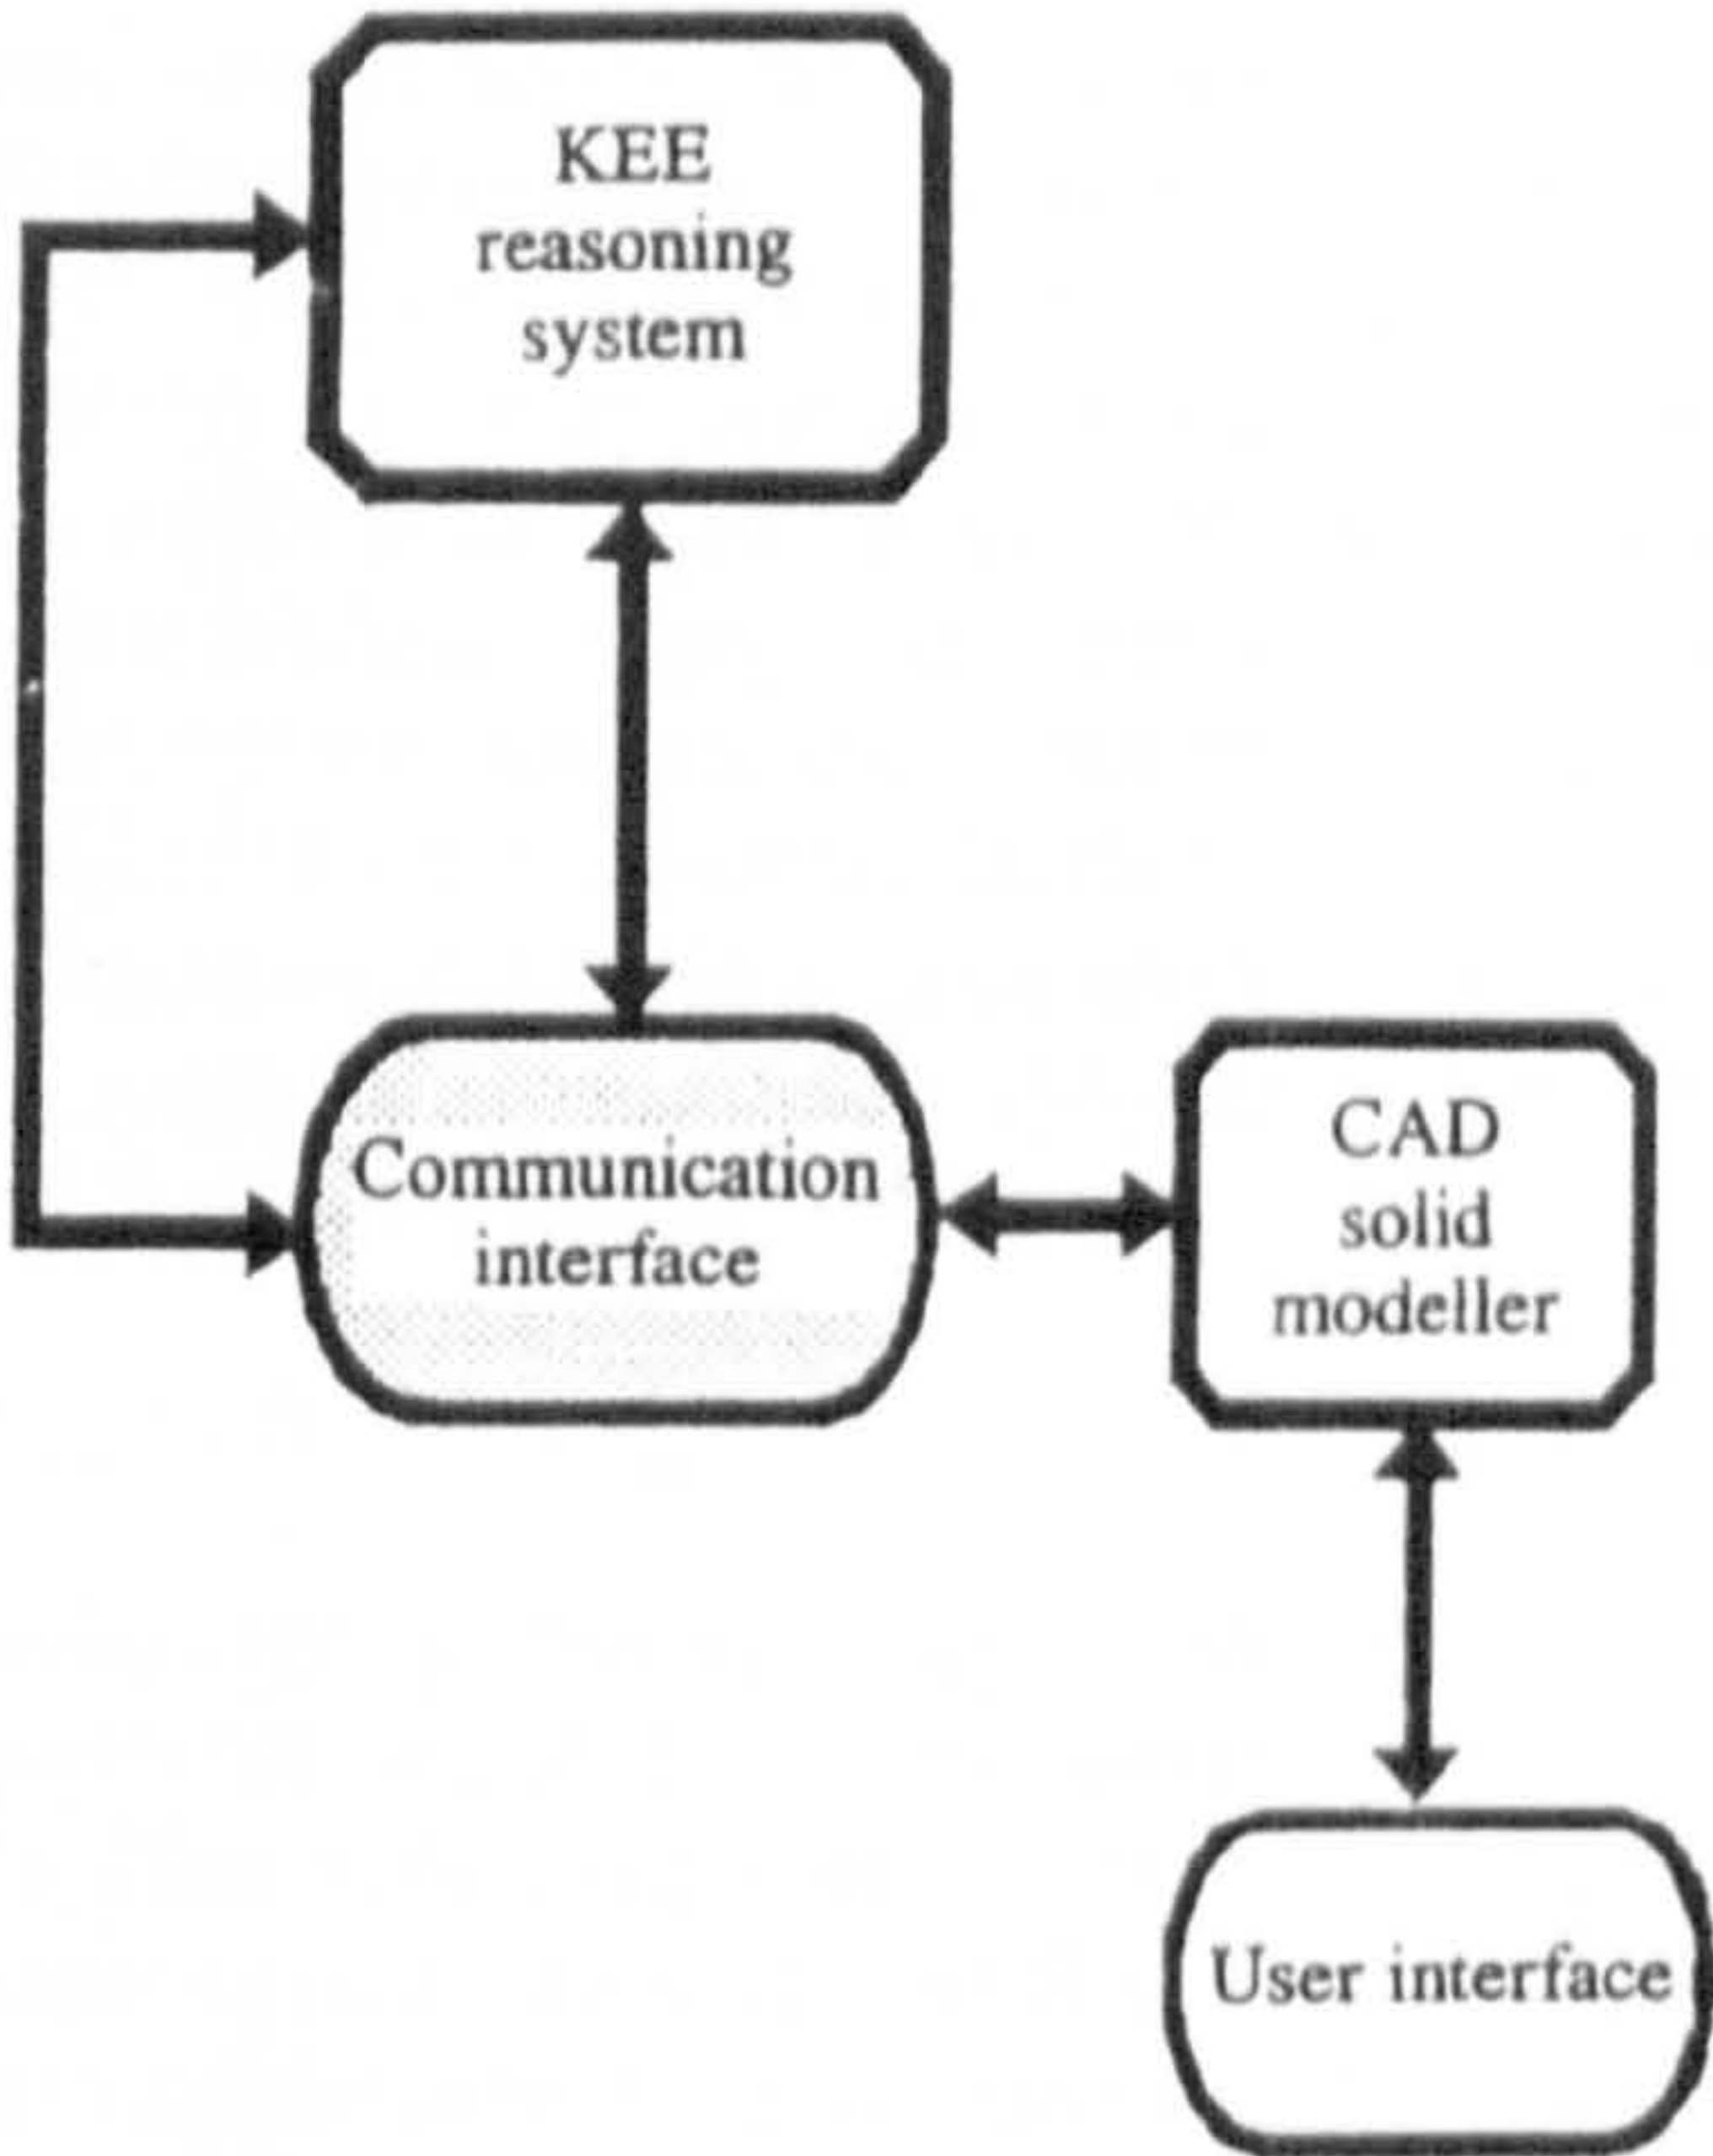 KEE
reasoning
system
Communication
interface
CAD
solid
modeller
User interface